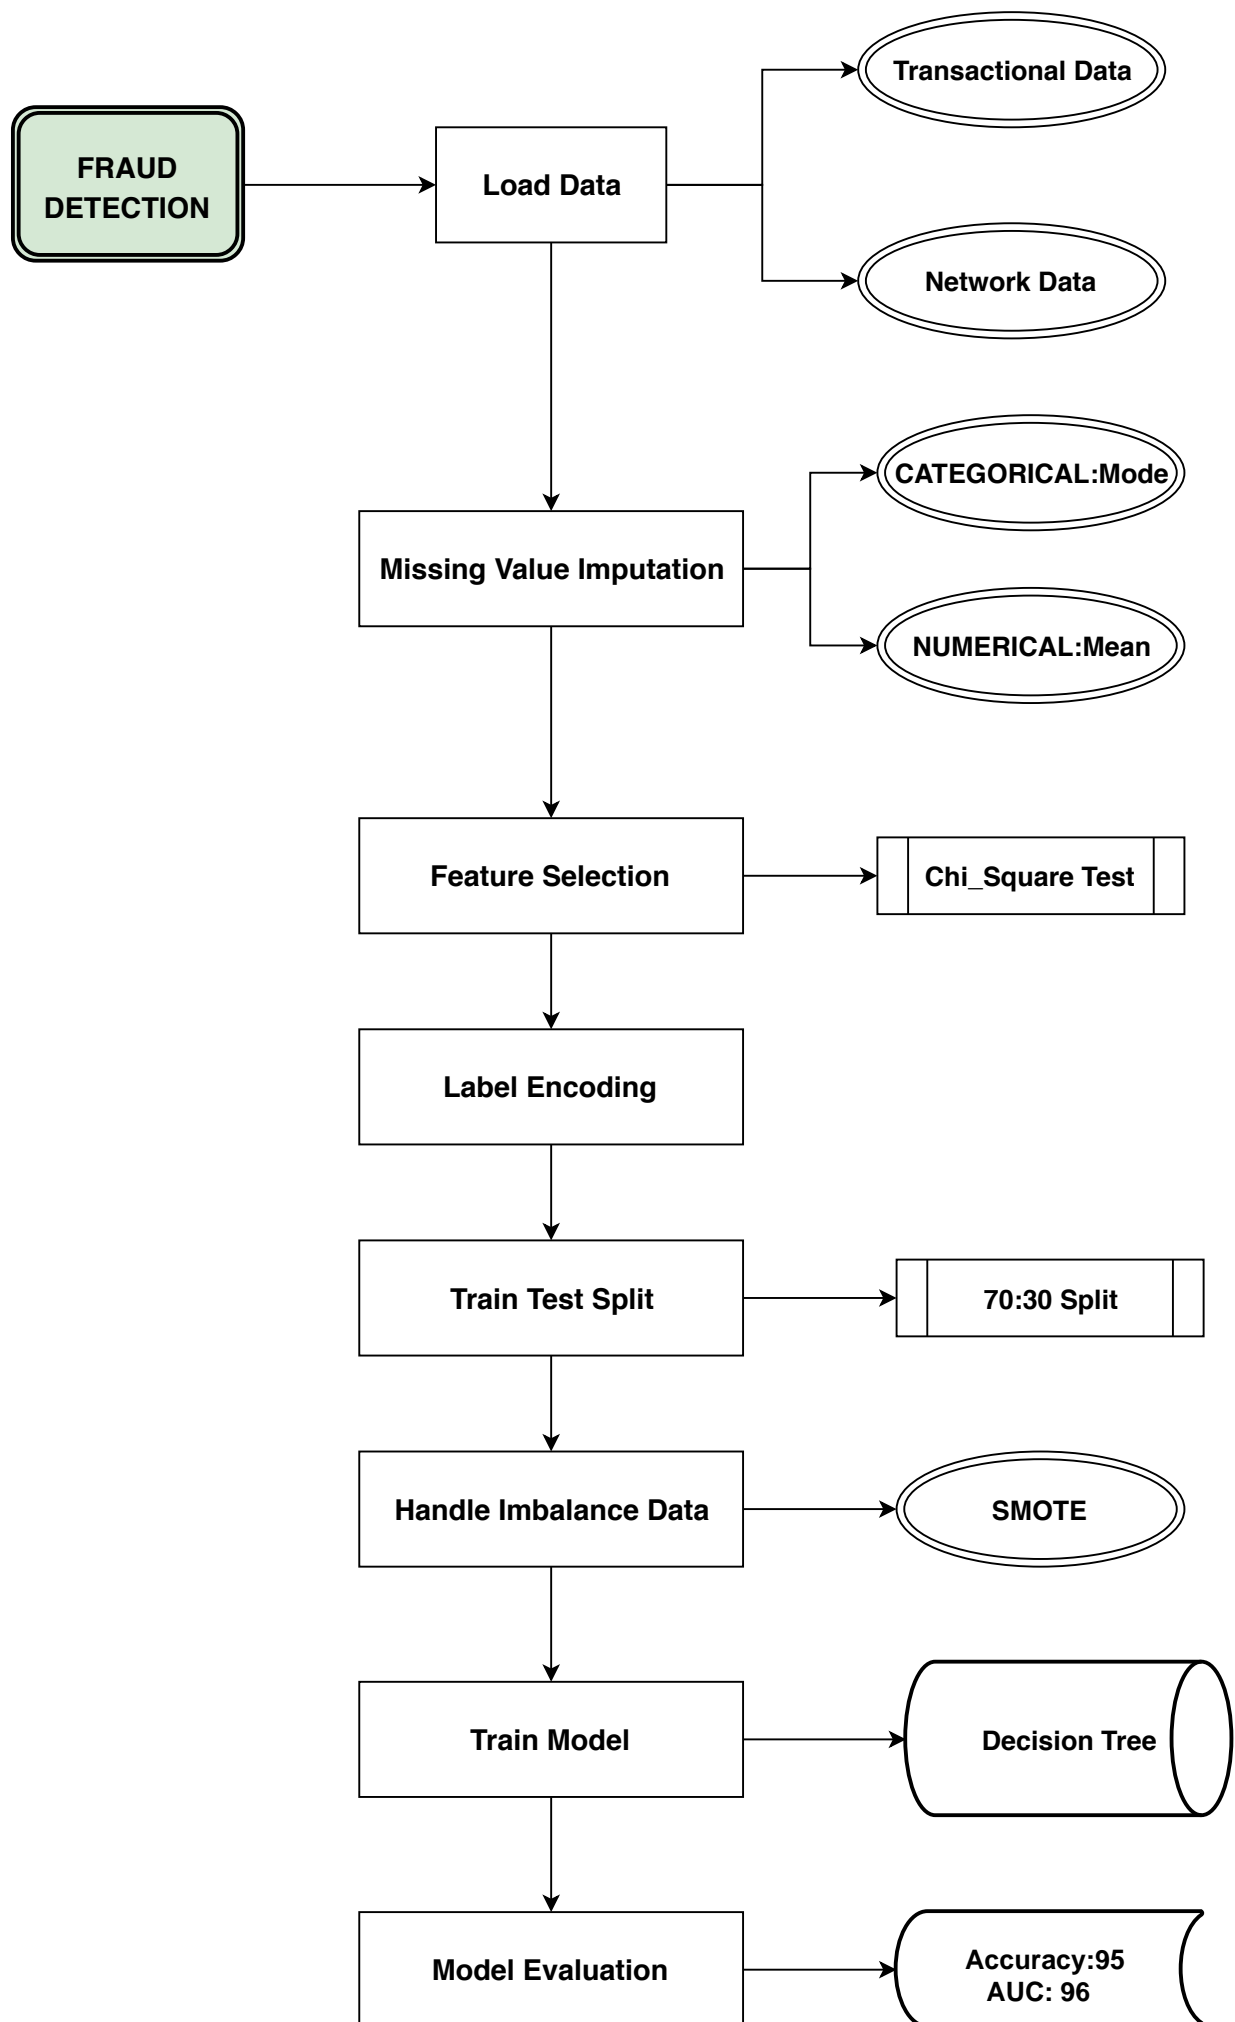 FRAUD
DETECTION
Load Data
Transactional Data
Network Data
Missing Value Imputation
CATEGORICAL:Mode
NUMERICAL:Mean
Feature Selection
Chi_Square Test
Label Encoding
Train Test Split
70:30 Split
Handle Imbalance Data
SMOTE
Train Model
Decision Tree
Model Evaluation
Accuracy:95
AUC: 96